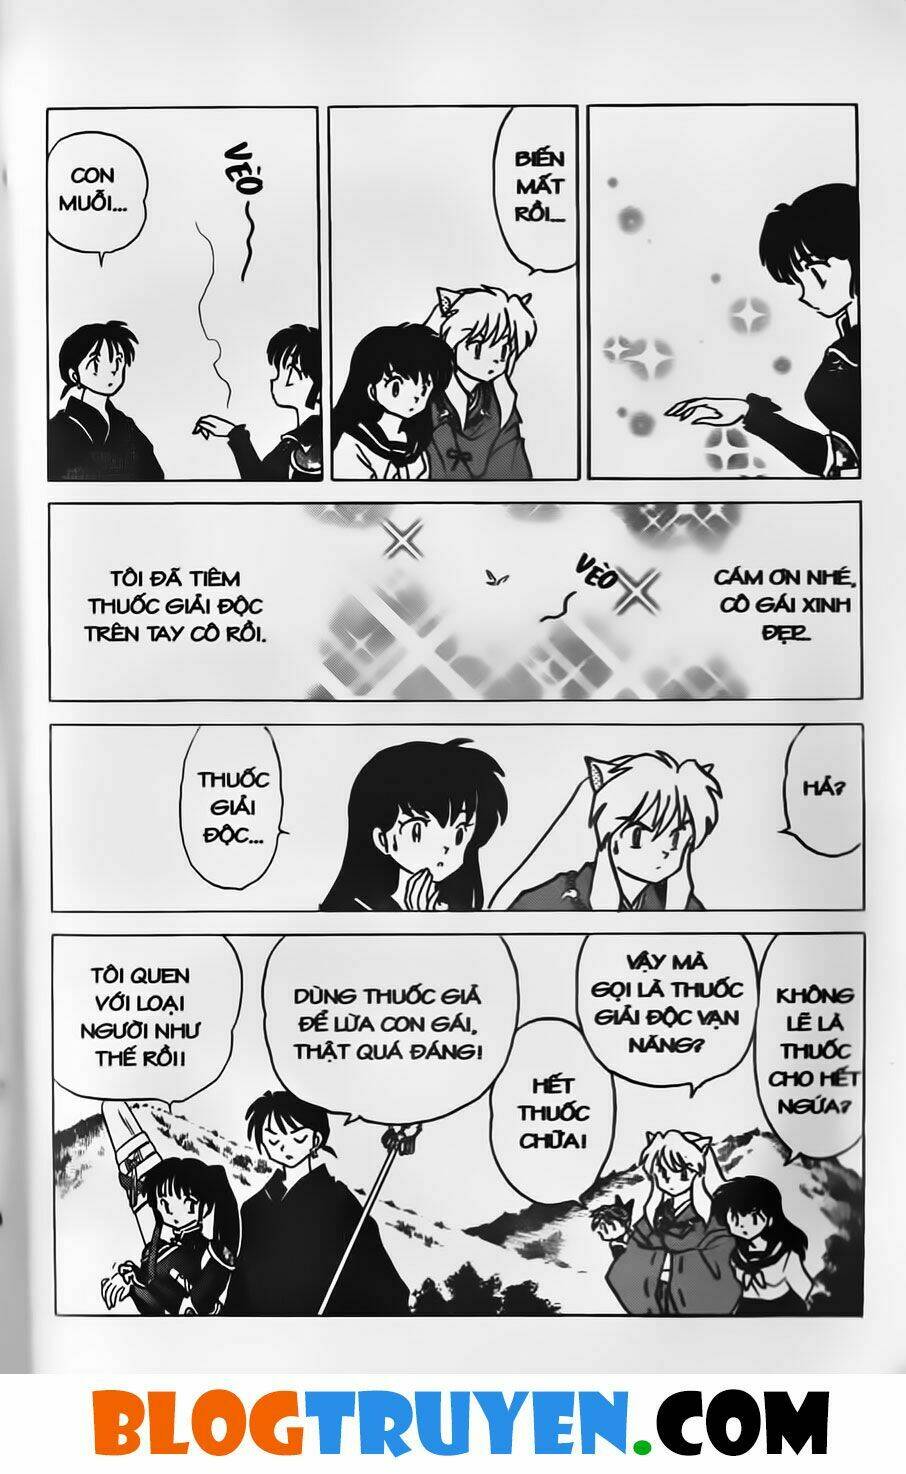 BIẾN
MẤT
RỒI...
VÈO
CON
MUỖI...
CÁM ƠN NHÉ,
CÔ GÁI XINH
ĐẸP...
VÈO
TÔI ĐÃ TIÊM
THUỐC GIẢI ĐỘC
TRÊN TAY CÔ RỒI.
HẢ?
THUỐC
GIẢI
ĐỘC...
KHÔNG
LẼ LÀ
THUỐC
CHO HẾT
NGỨA?
VẬY MÀ
GỌI LÀ THUỐC
GIẢI ĐỘC VẠN
NĂNG?
HẾT
THUỐC
CHỮA!
DÙNG THUỐC GIẢ
ĐỂ LỪA CON GÁI,
THẬT QUÁ ĐÁNG!
TÔI QUEN
VỚI LOẠI
NGƯỜI NHƯ
THẾ RỒI!
BLOGTRUYEN.COM